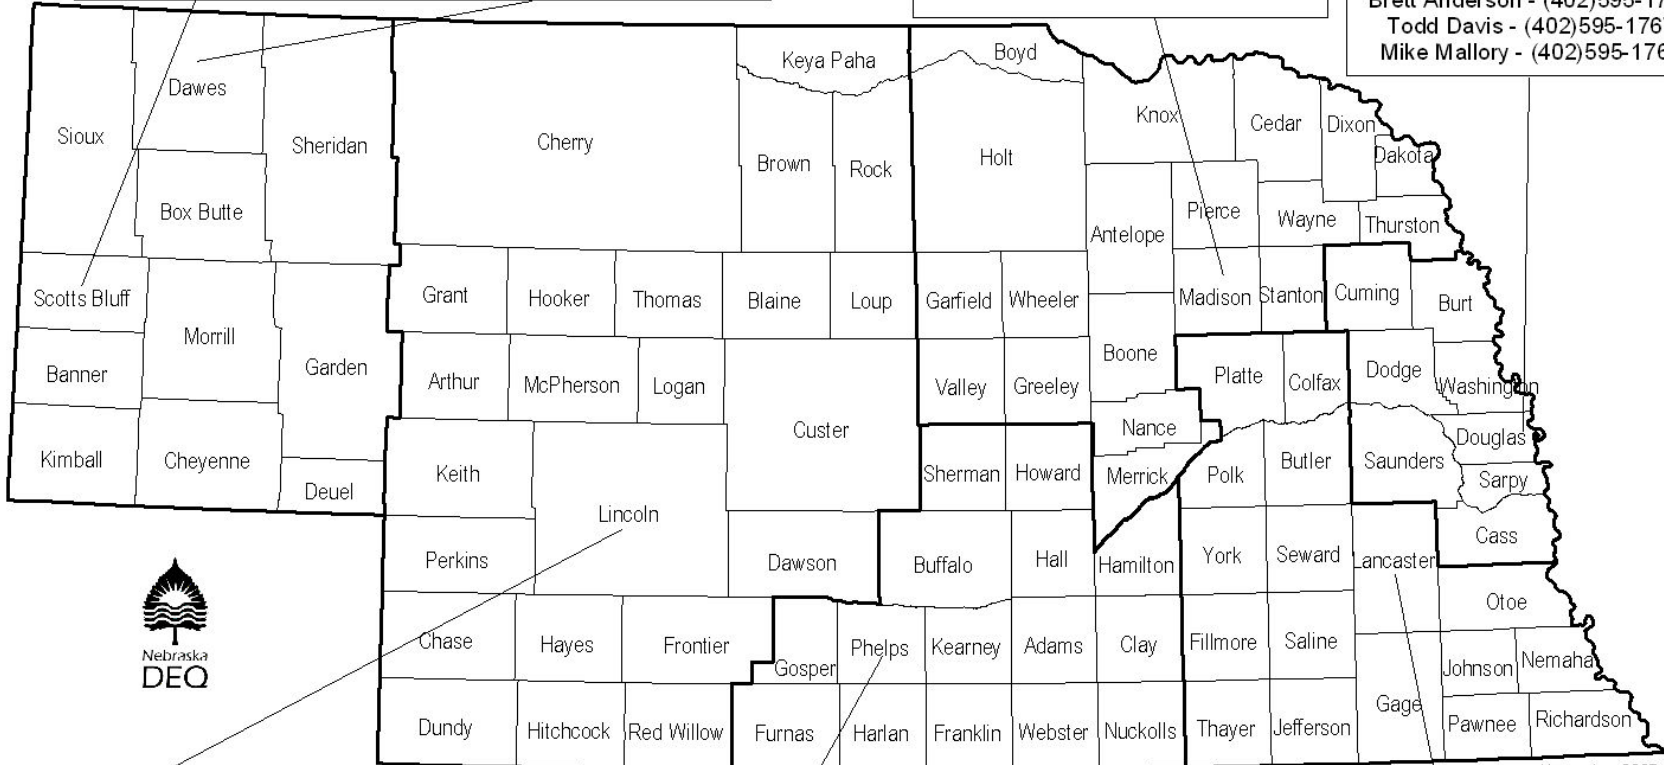 Brett Anderson - (402)595-17
Todd Davis - (402)595-176
Mike Mallory - (402)595-176
Keya Paha
Boyd
Dawes
Knox
Cedar
Dixon
Sioux
Sheridan
Cherry
Brown
Rock
Holt
Dakota
Box Butte
Antelope
Pierce
Wayne
Thurston
Scotts Bluff
Grant
Hooker
Thomas
Blaine
Loup
Garfield
Wheeler
Madison
Stanton
Cuming
Burt
Morrill
Banner
Garden
Arthur
McPherson
Logan
Valley
Greeley
Boone
Platte
Colfax
Dodge
Washington
Custer
Nance
Douglas
Kimball
Cheyenne
Deuel
Keith
Sherman
Howard
Merrick
Polk
Butler
Saunders
Sarpy
Lincoln
Perkins
Dawson
Buffalo
Hall
Hamilton
York
Seward
Lancaster
Cass
Otoe
Nebraska
DEQ
Chase
Hayes
Frontier
Gosper
Phelps
Kearney
Adams
Clay
Fillmore
Saline
Johnson
Nemaha
Dundy
Hitchcock
Red Willow
Furnas
Harlan
Franklin
Webster
Nuckolls
Thayer
Jefferson
Gage
Pawnee
Richardson